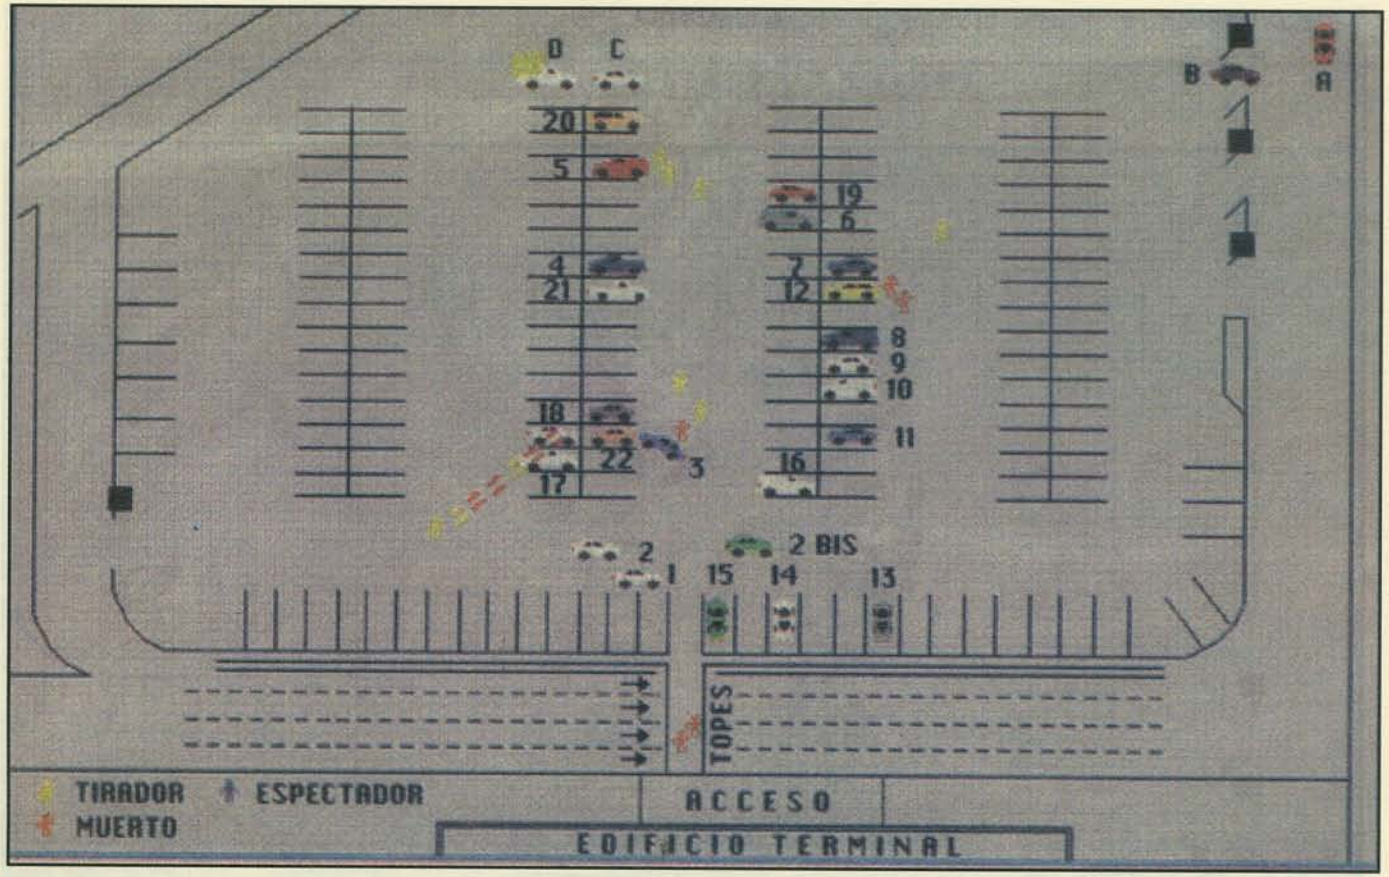 D C
B
A
20
5
19
6
4
7
21
12
8
9
10
18
11
22
3
16
17
2
2 BIS
1
15
14
13
TOPES
TIRADOR
ESPECTADOR
MUERTO
ACCESO
EDIFICIO TERMINAL